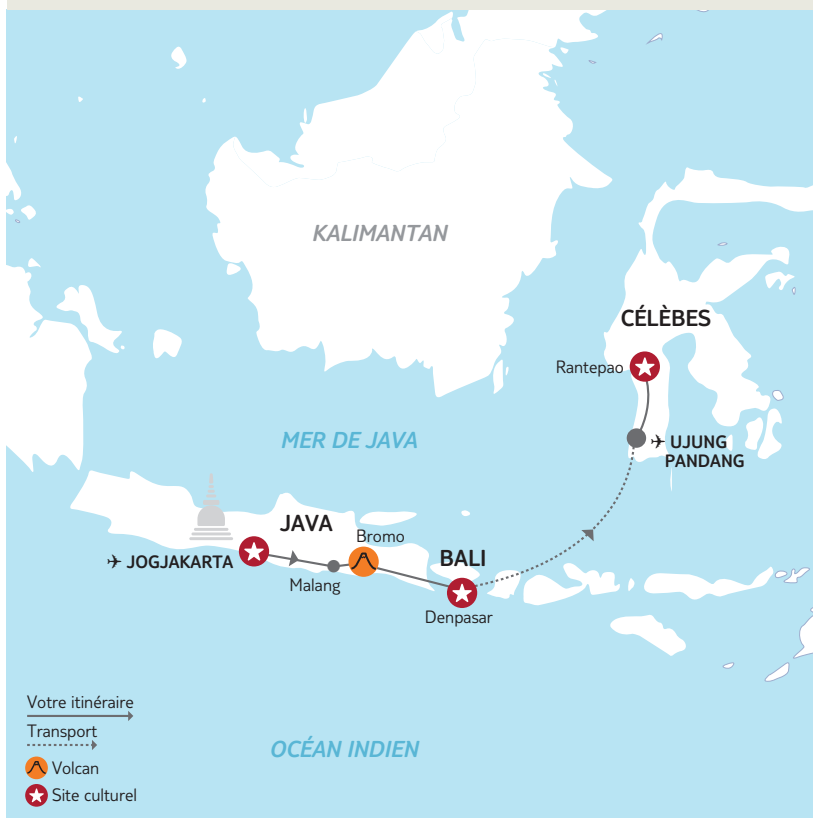 KALIMANTAN
CÉLÈBES
Rantepao
MER DE JAVA
✈ UJUNG
PANDANG
JAVA
Bromo
BALI
✈ JOGJAKARTA
Malang
Denpasar
Votre itinéraire
Transport
OCÉAN INDIEN
Volcan
Site culturel